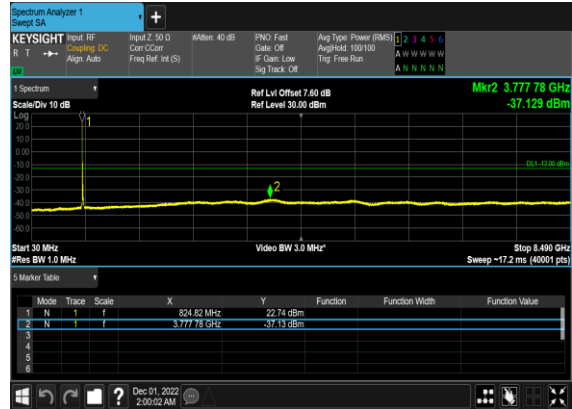 Spectrum Analyzer 1
Swept SA
+
KEYSIGHT Input: RF Input Z: 50 Ω #Atten: 40 dB PNO: Fast Avg Type: Power (RMS) 1 2 3 4 5 6
R T Coupling: DC Corr CCorr Gate: Off Avg|Hold: 100/100 A W W W W W
Align: Auto Freq Ref: Int (S) IF Gain: Low Trig: Free Run
Sig Track: Off A N N N N N
1 Spectrum Ref Lvl Offset 7.60 dB Mkr2 3.777 78 GHz
Scale/Div 10 dB Ref Level 30.00 dBm -37.129 dBm
Log
20.0
10.0
0.00
-10.0
-20.0
-30.0
-40.0
-50.0
-60.0
1
2
DL1 -13.00 dBm
Start 30 MHz Video BW 3.0 MHz* Stop 8.490 GHz
#Res BW 1.0 MHz Sweep ~17.2 ms (40001 pts)
5 Marker Table
Mode Trace Scale X Y Function Function Width Function Value
1 N 1 f 824.82 MHz 22.74 dBm
2 N 1 f 3.777 78 GHz -37.13 dBm
3
4
5
6
? Dec 01, 2022
2:00:02 AM